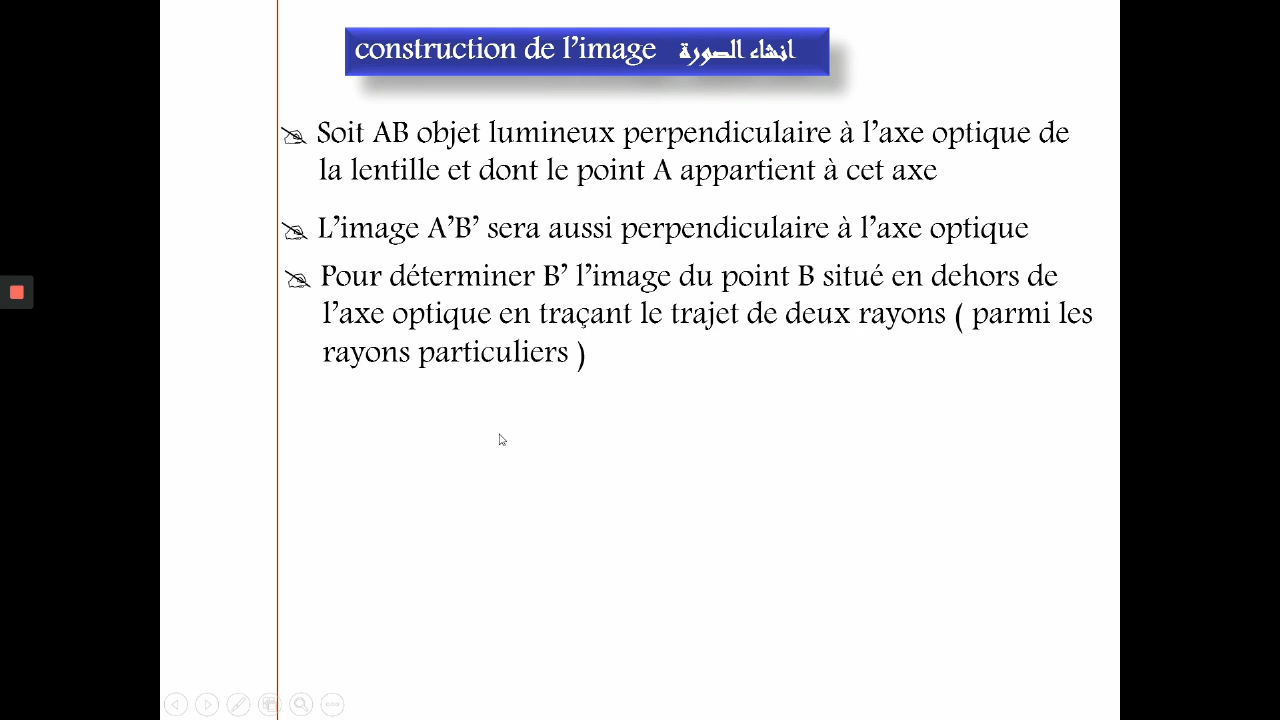 construction de l'image انشاء الصورة
Soit AB objet lumineux perpendiculaire à l'axe optique de
la lentille et dont le point A appartient à cet axe
L'image A'B' sera aussi perpendiculaire à l'axe optique
Pour déterminer B' l'image du point B situé en dehors de
l'axe optique en traçant le trajet de deux rayons ( parmi les
rayons particuliers )